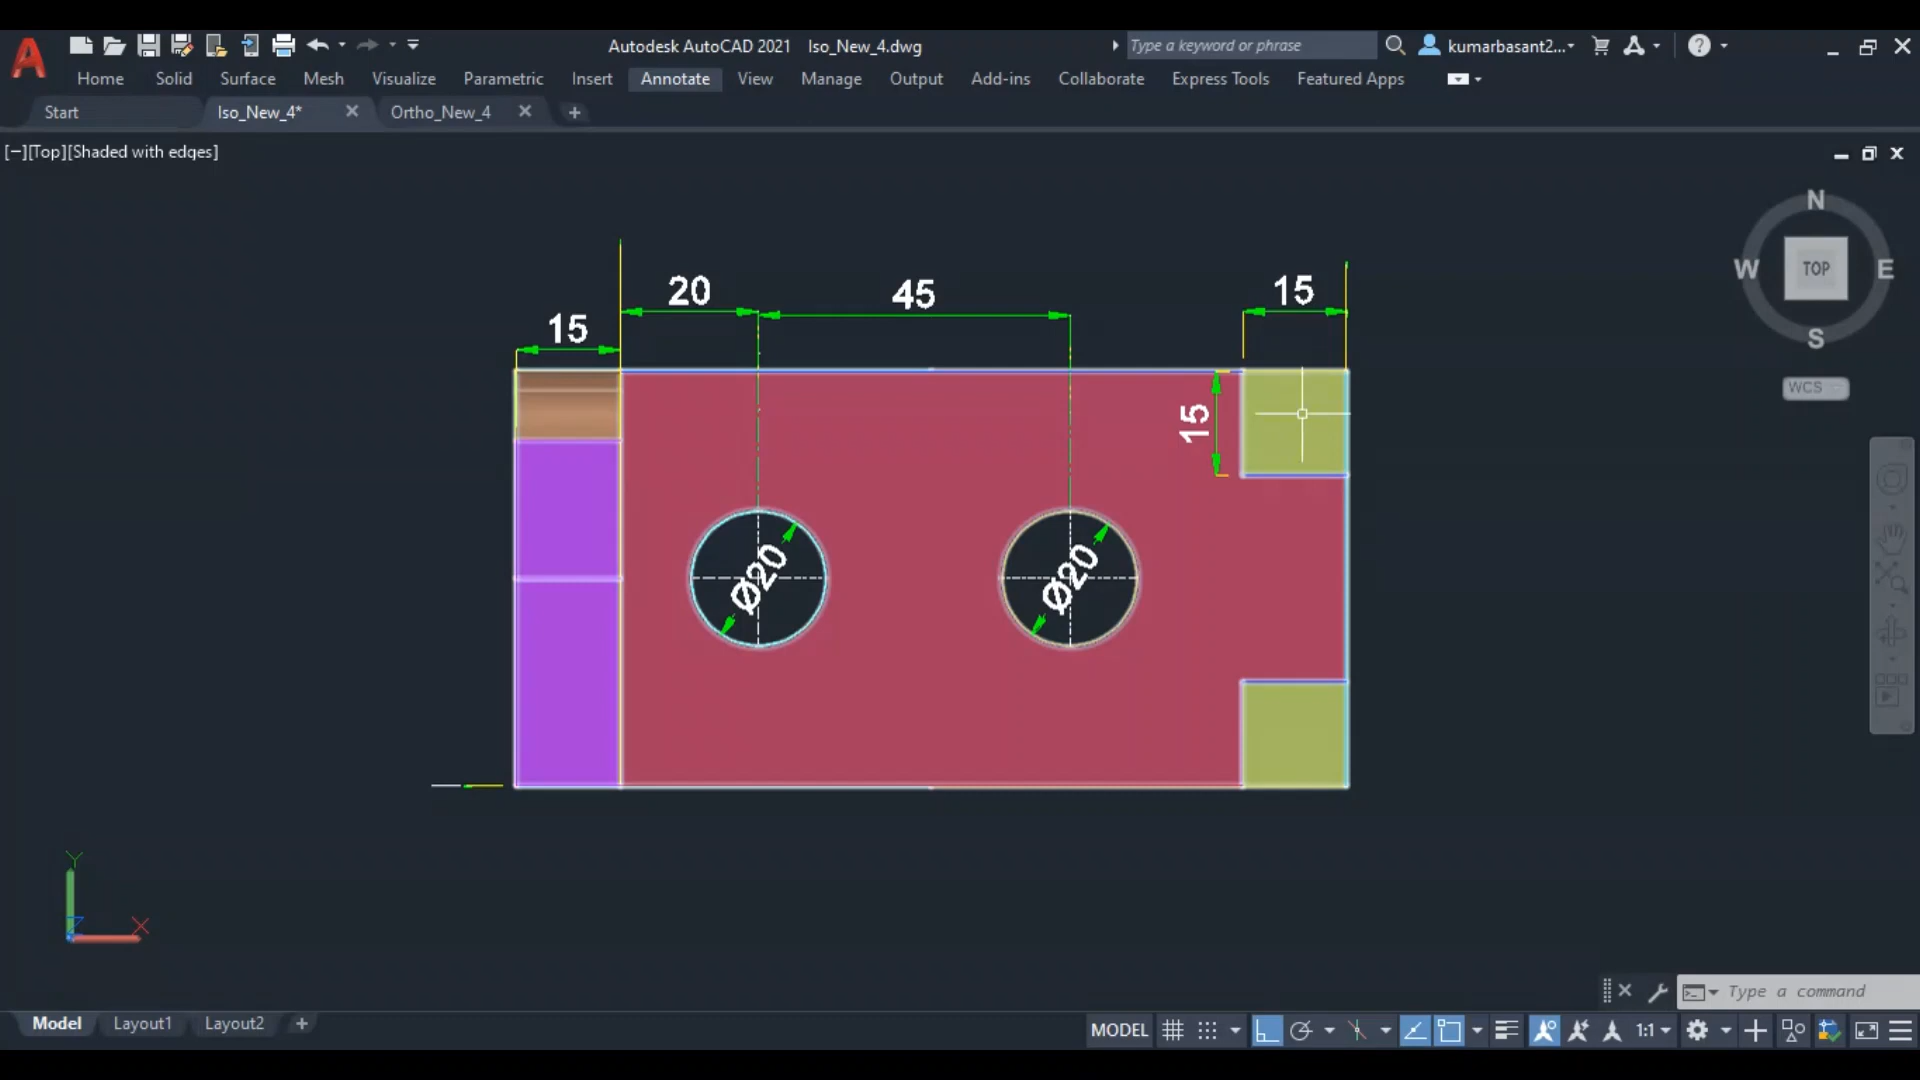 Autodesk AutoCAD 2021 Iso_New_4.dwg
Type a keyword or phrase
kumarbasant2...
Home Solid Surface Mesh Visualize Parametric Insert Annotate View Manage Output Add-ins Collaborate Express Tools Featured Apps
Start Iso_New_4* Ortho_New_4
[−][Top][Shaded with edges]
N
W TOP E
S
WCS
20 45 15
15
15
Ø20 Ø20
Y
Z X
Type a command
Model Layout1 Layout2
MODEL 1:1